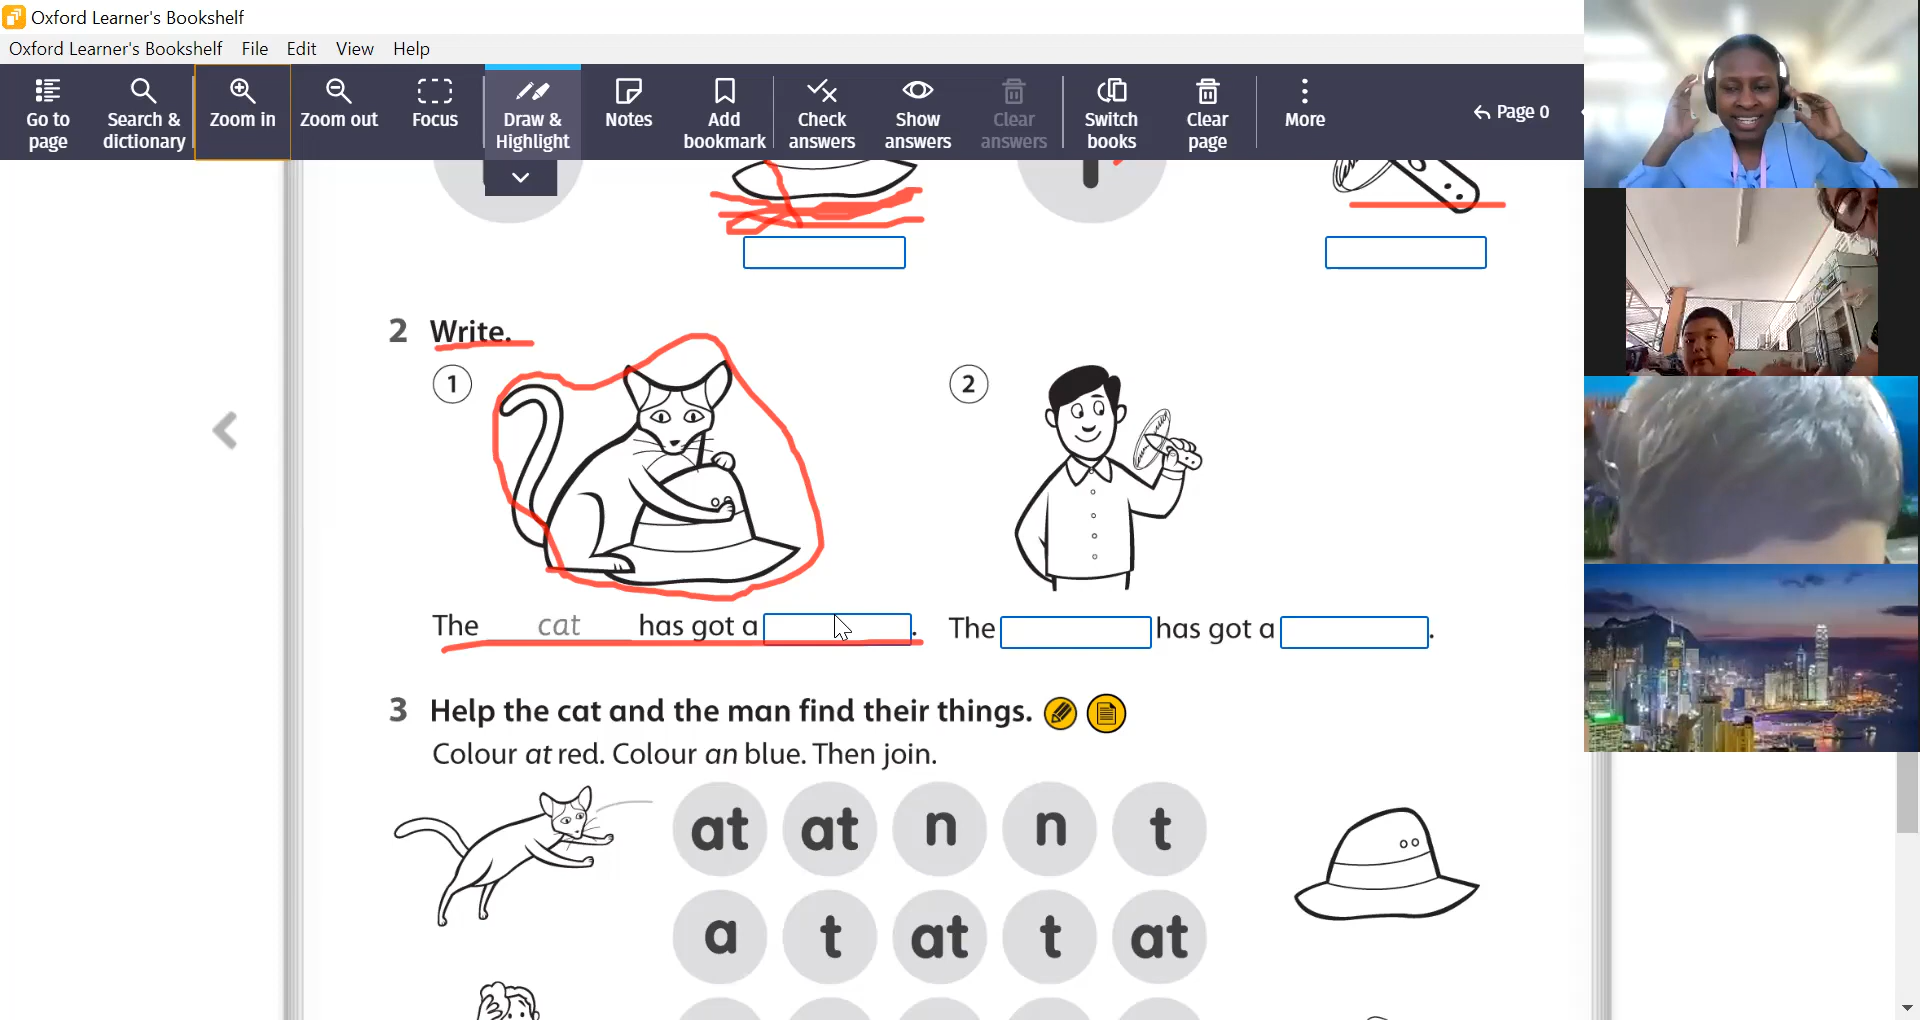 Oxford Learner's Bookshelf
Oxford Learner's Bookshelf File Edit View Help
Go to page
Search & dictionary
Zoom in
Zoom out
Focus
Draw & Highlight
Notes
Add bookmark
Check answers
Show answers
Clear answers
Switch books
Clear page
More
Page 0
2 Write.
1
2
The cat has got a .
The has got a .
3 Help the cat and the man find their things.
Colour at red. Colour an blue. Then join.
at at n n t
a t at t at